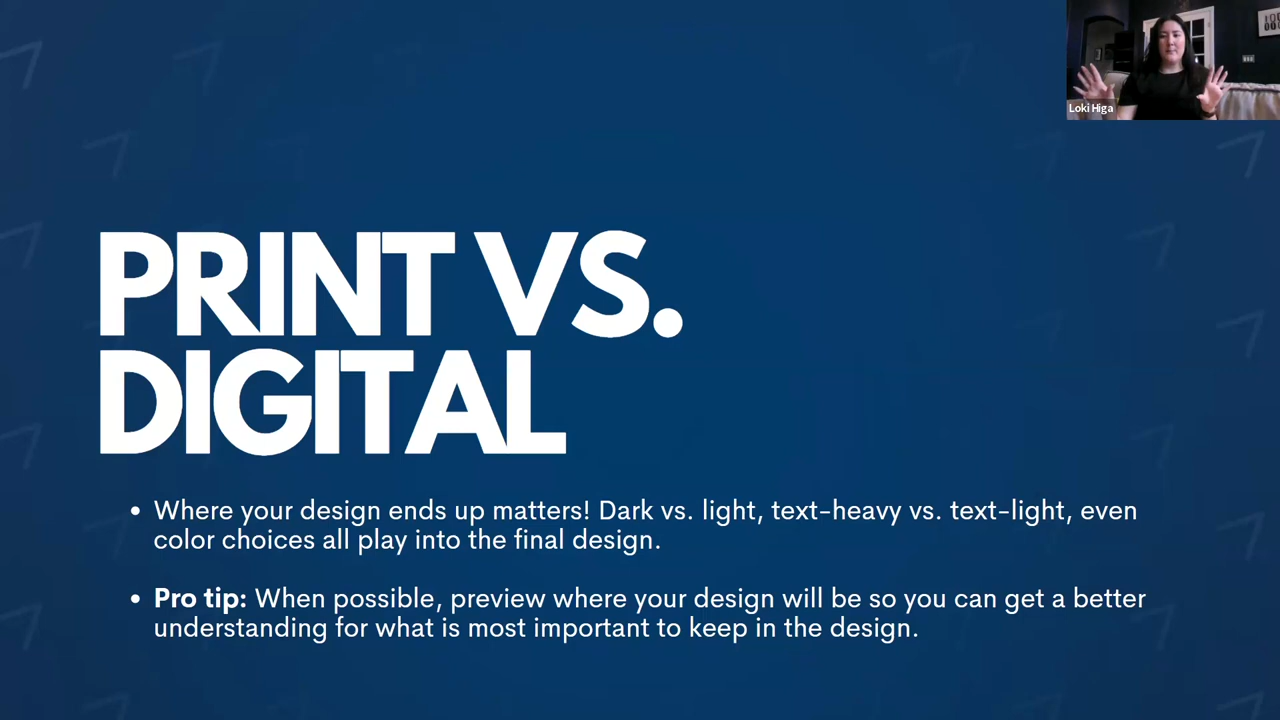 Loki Higa
PRINT VS.
DIGITAL
• Where your design ends up matters! Dark vs. light, text-heavy vs. text-light, even
color choices all play into the final design.
• Pro tip: When possible, preview where your design will be so you can get a better
understanding for what is most important to keep in the design.